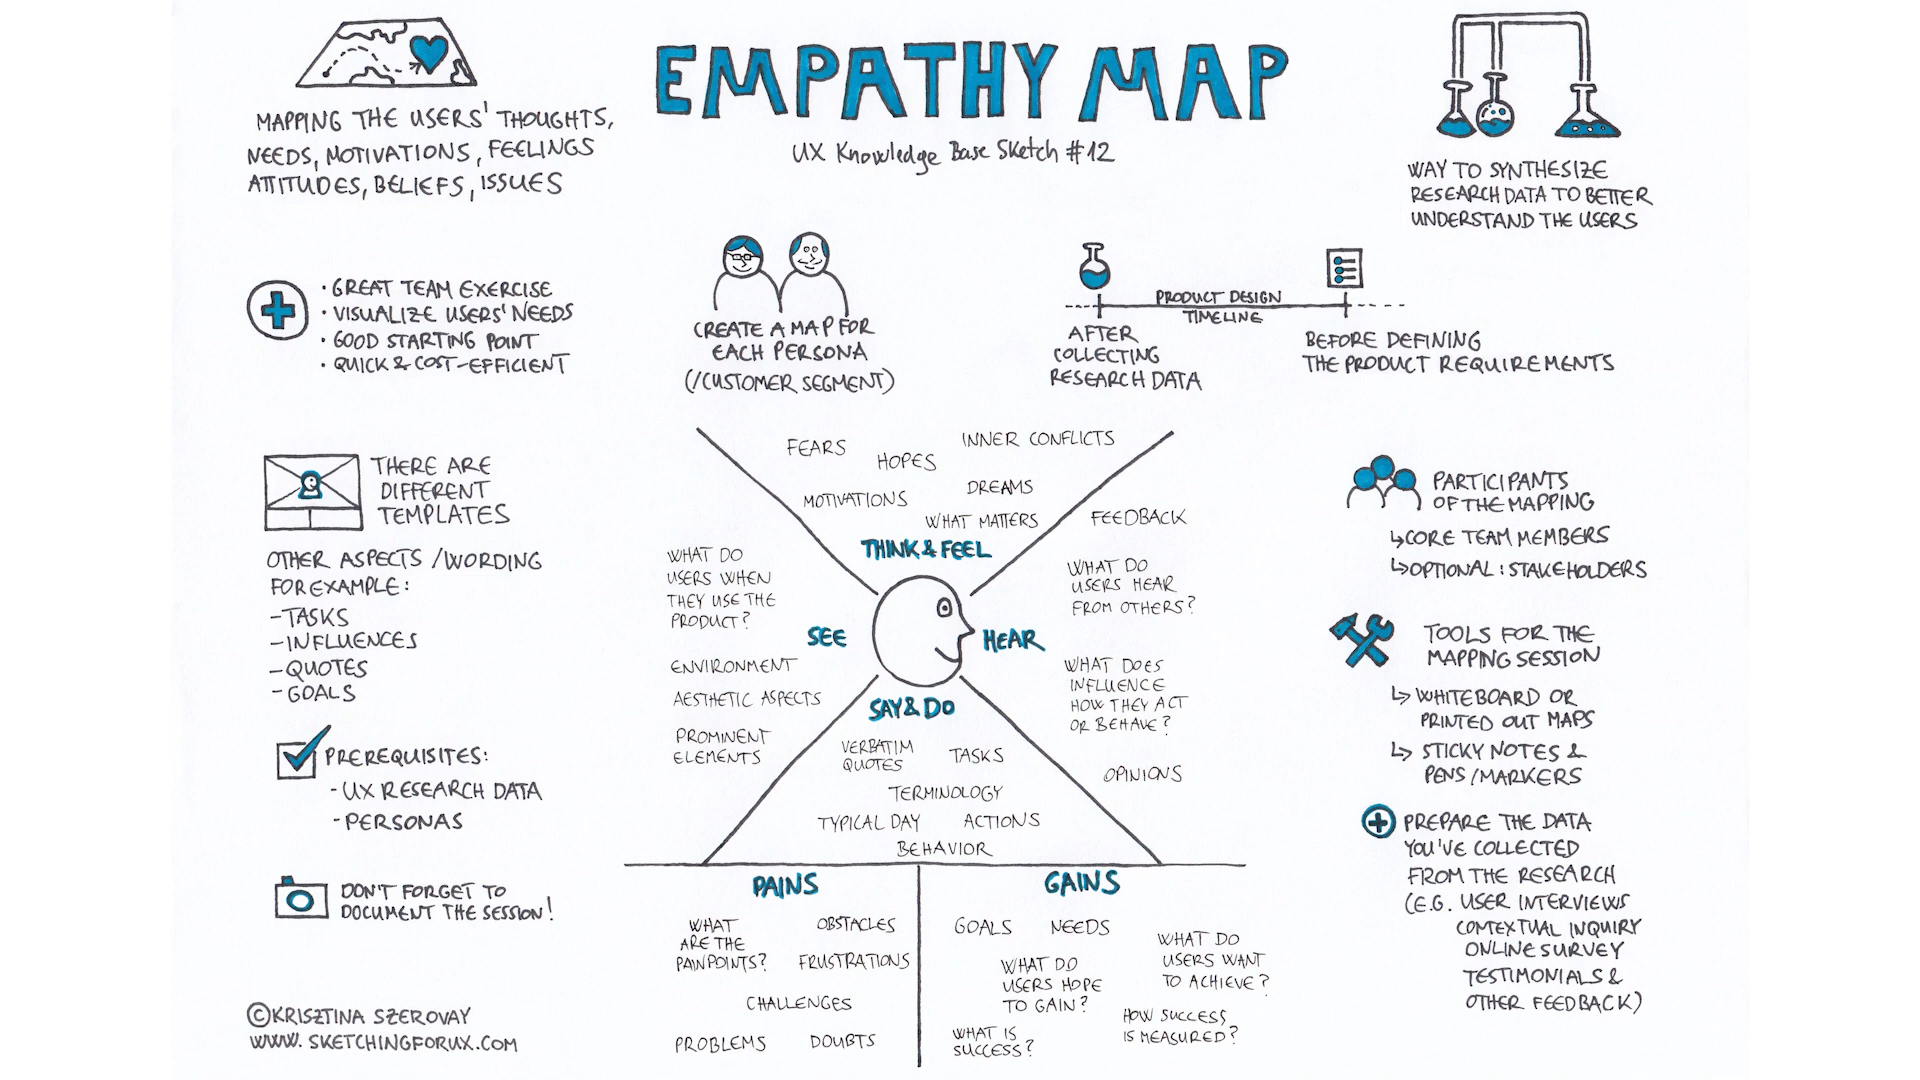 EMPATHY MAP
UX Knowledge Base Sketch #12
MAPPING THE USERS' THOUGHTS,
NEEDS, MOTIVATIONS, FEELINGS
ATTITUDES, BELIEFS, ISSUES
WAY TO SYNTHESIZE
RESEARCH DATA TO BETTER
UNDERSTAND THE USERS
· GREAT TEAM EXERCISE
· VISUALIZE USERS' NEEDS
· GOOD STARTING POINT
· QUICK & COST-EFFICIENT
CREATE A MAP FOR
EACH PERSONA
(/CUSTOMER SEGMENT)
PRODUCT DESIGN
TIMELINE
AFTER
COLLECTING
RESEARCH DATA
BEFORE DEFINING
THE PRODUCT REQUIREMENTS
THERE ARE
DIFFERENT
TEMPLATES
OTHER ASPECTS /WORDING
FOR EXAMPLE:
- TASKS
- INFLUENCES
- QUOTES
- GOALS
PREREQUISITES:
- UX RESEARCH DATA
- PERSONAS
DON'T FORGET TO
DOCUMENT THE SESSION!
©KRISZTINA SZEROVAY
WWW.SKETCHINGFORUX.COM
FEARS
HOPES
INNER CONFLICTS
MOTIVATIONS
DREAMS
WHAT MATTERS
THINK & FEEL
WHAT DO
USERS WHEN
THEY USE THE
PRODUCT?
SEE
ENVIRONMENT
AESTHETIC ASPECTS
PROMINENT
ELEMENTS
FEEDBACK
WHAT DO
USERS HEAR
FROM OTHERS?
HEAR
WHAT DOES
INFLUENCE
HOW THEY ACT
OR BEHAVE?
OPINIONS
SAY & DO
VERBATIM
QUOTES
TASKS
TERMINOLOGY
TYPICAL DAY
ACTIONS
BEHAVIOR
PAINS
WHAT
ARE THE
PAINPOINTS?
OBSTACLES
FRUSTRATIONS
CHALLENGES
PROBLEMS
DOUBTS
GAINS
GOALS
NEEDS
WHAT DO
USERS WANT
TO ACHIEVE?
WHAT DO
USERS HOPE
TO GAIN?
HOW SUCCESS
IS MEASURED?
WHAT IS
SUCCESS?
PARTICIPANTS
OF THE MAPPING
↳ CORE TEAM MEMBERS
↳ OPTIONAL: STAKEHOLDERS
TOOLS FOR THE
MAPPING SESSION
↳ WHITEBOARD OR
PRINTED OUT MAPS
↳ STICKY NOTES &
PENS/MARKERS
PREPARE THE DATA
YOU'VE COLLECTED
FROM THE RESEARCH
(E.G. USER INTERVIEWS
CONTEXTUAL INQUIRY
ONLINE SURVEY
TESTIMONIALS &
OTHER FEEDBACK)